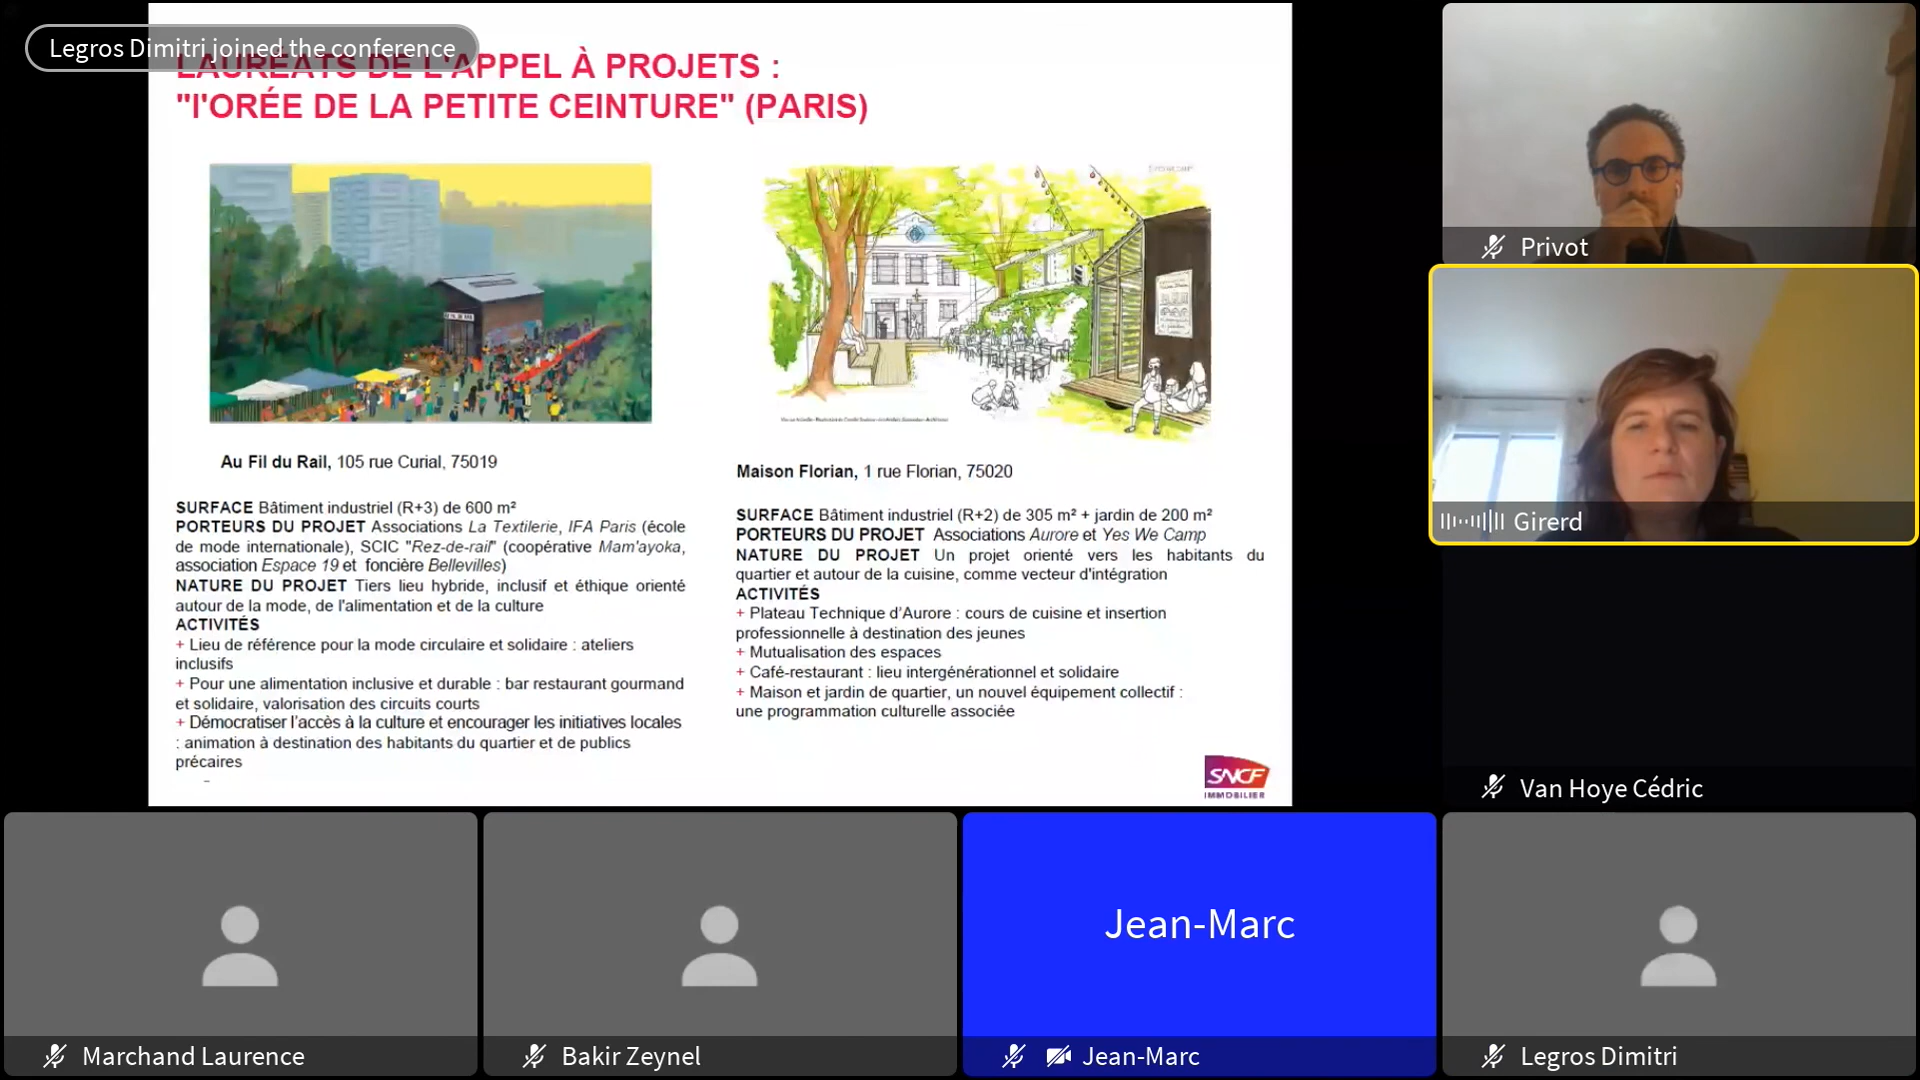 Legros Dimitri joined the conference
LAURÉATS DE L'APPEL À PROJETS :
"l'ORÉE DE LA PETITE CEINTURE" (PARIS)
Au Fil du Rail, 105 rue Curial, 75019
SURFACE Bâtiment industriel (R+3) de 600 m²
PORTEURS DU PROJET Associations La Textilerie, IFA Paris (école
de mode internationale), SCIC "Rez-de-rail" (coopérative Mam'ayoka,
association Espace 19 et foncière Bellevilles)
NATURE DU PROJET Tiers lieu hybride, inclusif et éthique orienté
autour de la mode, de l'alimentation et de la culture
ACTIVITÉS
+ Lieu de référence pour la mode circulaire et solidaire : ateliers
inclusifs
+ Pour une alimentation inclusive et durable : bar restaurant gourmand
et solidaire, valorisation des circuits courts
+ Démocratiser l'accès à la culture et encourager les initiatives locales
: animation à destination des habitants du quartier et de publics
précaires
Maison Florian, 1 rue Florian, 75020
SURFACE Bâtiment industriel (R+2) de 305 m² + jardin de 200 m²
PORTEURS DU PROJET Associations Aurore et Yes We Camp
NATURE DU PROJET Un projet orienté vers les habitants du
quartier et autour de la cuisine, comme vecteur d'intégration
ACTIVITÉS
+ Plateau Technique d'Aurore : cours de cuisine et insertion
professionnelle à destination des jeunes
+ Mutualisation des espaces
+ Café-restaurant : lieu intergénérationnel et solidaire
+ Maison et jardin de quartier, un nouvel équipement collectif :
une programmation culturelle associée
SNCF
IMMOBILIER
Privot
Girerd
Van Hoye Cédric
Marchand Laurence
Bakir Zeynel
Jean-Marc
Jean-Marc
Legros Dimitri